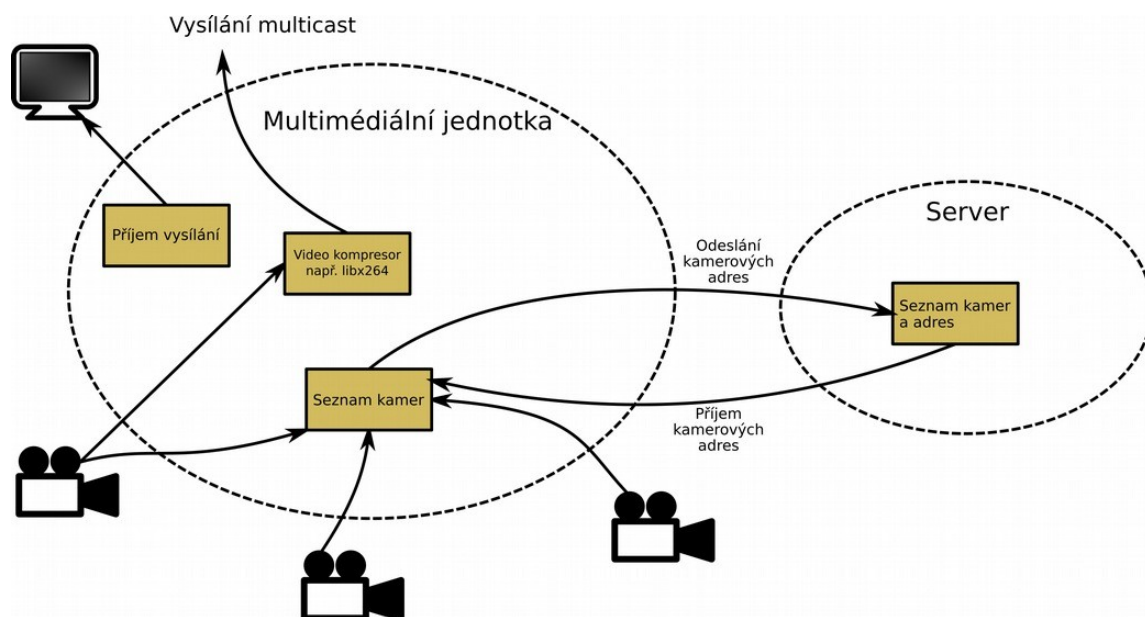 Vysílání multicast
Multimédiální jednotka
Příjem vysílání
Video kompresor
např. libx264
Seznam kamer
Odeslání
kamerových
adres
Příjem
kamerových
adres
Server
Seznam kamer
a adres